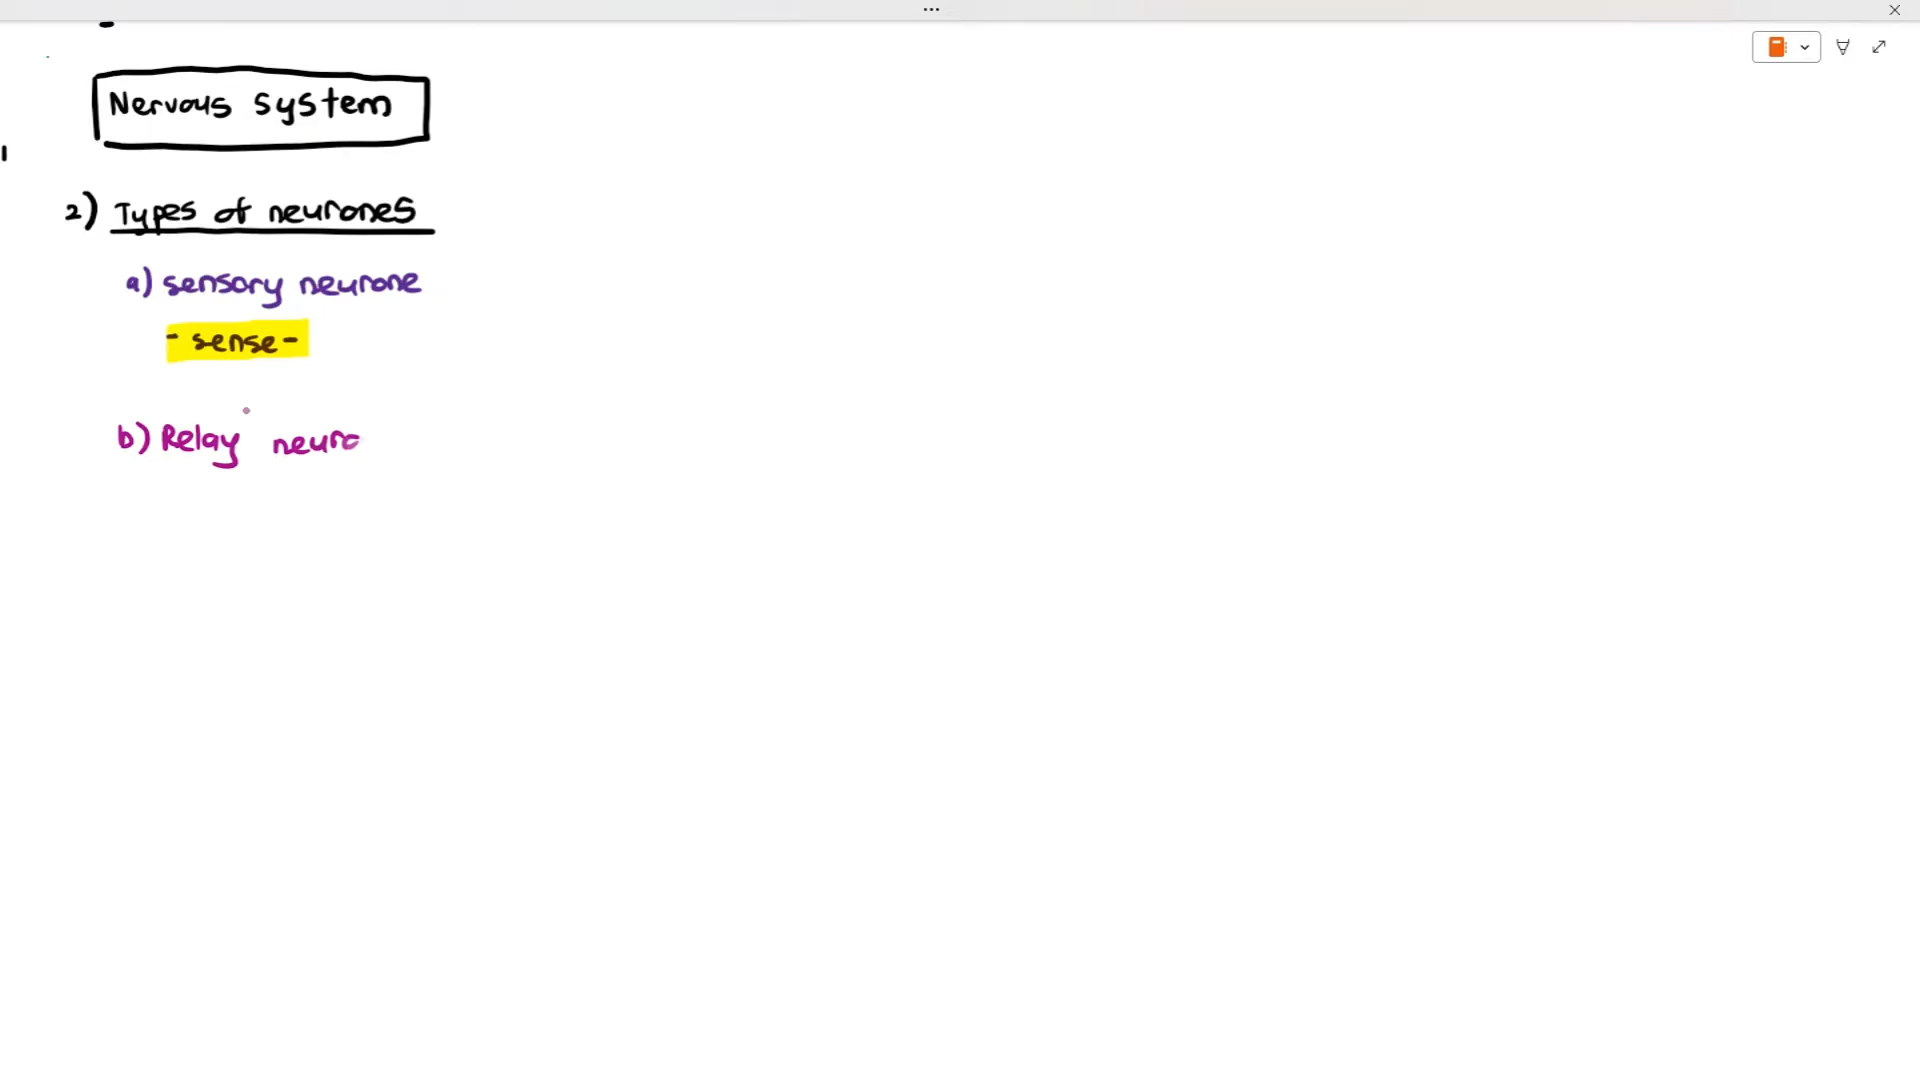 Nervous system
2) Types of neurones
a) sensory neurone
- sense -
b) Relay neuro